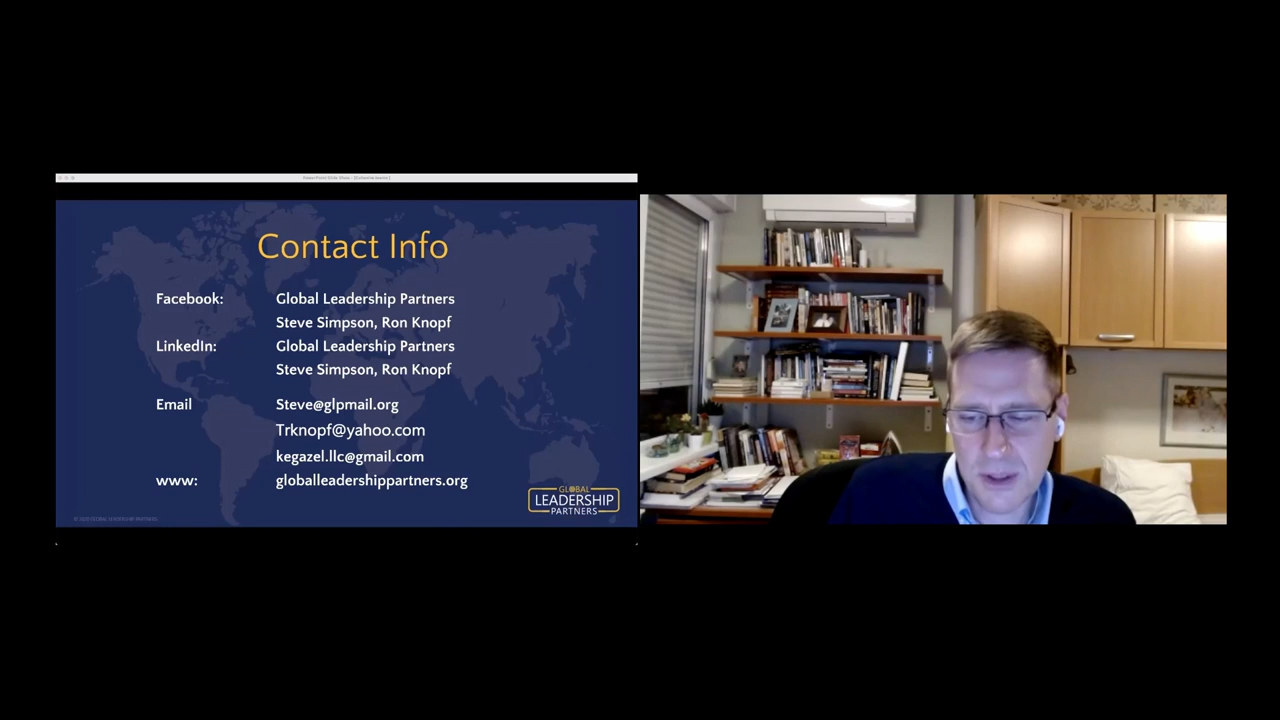 Contact Info
Facebook: Global Leadership Partners
Steve Simpson, Ron Knopf
LinkedIn: Global Leadership Partners
Steve Simpson, Ron Knopf
Email Steve@glpmail.org
Trknopf@yahoo.com
kegazel.llc@gmail.com
www: globalleadershippartners.org
GLOBAL
LEADERSHIP
PARTNERS